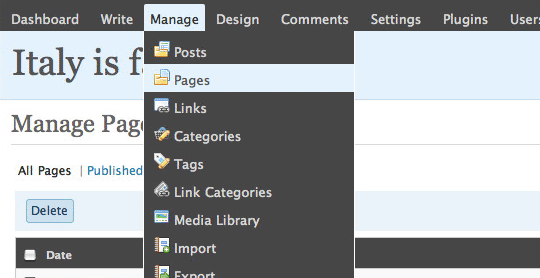 Dashboard Write Manage Design Comments Settings Plugins Users
Italy is
Posts
Pages
Manage Pag
Links
Categories
Tags
All Pages | Published
Link Categories
Delete
Media Library
Import
Date
Export